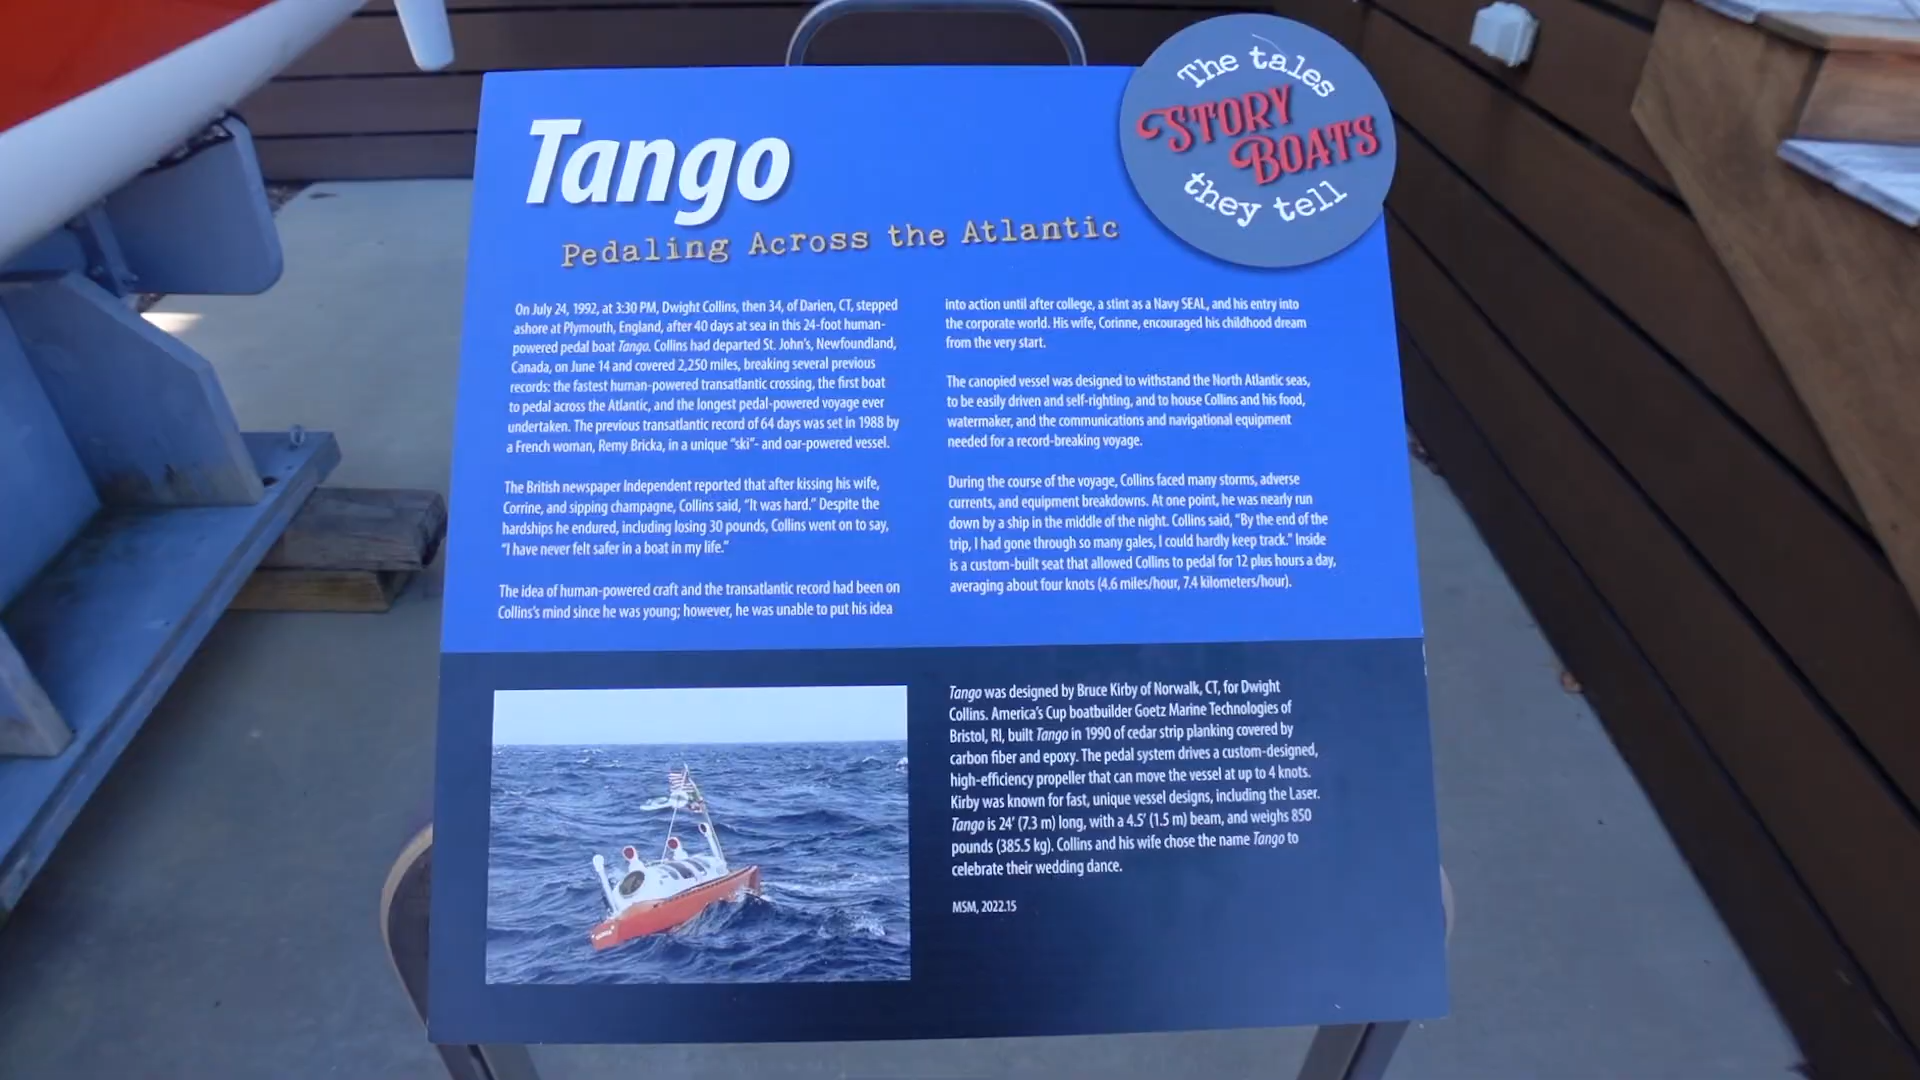 Tango
Pedaling Across the Atlantic
The tales
STORY
BOATS
they tell
On July 24, 1992, at 3:30 PM, Dwight Collins, then 34, of Darien, CT, stepped
ashore at Plymouth, England, after 40 days at sea in this 24-foot human-
powered pedal boat Tango. Collins had departed St. John's, Newfoundland,
Canada, on June 14 and covered 2,250 miles, breaking several previous
records: the fastest human-powered transatlantic crossing, the first boat
to pedal across the Atlantic, and the longest pedal-powered voyage ever
undertaken. The previous transatlantic record of 64 days was set in 1988 by
a French woman, Remy Bricka, in a unique "ski"- and oar-powered vessel.
The British newspaper Independent reported that after kissing his wife,
Corrine, and sipping champagne, Collins said, "It was hard." Despite the
hardships he endured, including losing 30 pounds, Collins went on to say,
"I have never felt safer in a boat in my life."
The idea of human-powered craft and the transatlantic record had been on
Collins's mind since he was young; however, he was unable to put his idea
into action until after college, a stint as a Navy SEAL, and his entry into
the corporate world. His wife, Corinne, encouraged his childhood dream
from the very start.
The canopied vessel was designed to withstand the North Atlantic seas,
to be easily driven and self-righting, and to house Collins and his food,
watermaker, and the communications and navigational equipment
needed for a record-breaking voyage.
During the course of the voyage, Collins faced many storms, adverse
currents, and equipment breakdowns. At one point, he was nearly run
down by a ship in the middle of the night. Collins said, "By the end of the
trip, I had gone through so many gales, I could hardly keep track." Inside
is a custom-built seat that allowed Collins to pedal for 12 plus hours a day,
averaging about four knots (4.6 miles/hour, 7.4 kilometers/hour).
Tango was designed by Bruce Kirby of Norwalk, CT, for Dwight
Collins. America's Cup boatbuilder Goetz Marine Technologies of
Bristol, RI, built Tango in 1990 of cedar strip planking covered by
carbon fiber and epoxy. The pedal system drives a custom-designed,
high-efficiency propeller that can move the vessel at up to 4 knots.
Kirby was known for fast, unique vessel designs, including the Laser.
Tango is 24' (7.3 m) long, with a 4.5' (1.5 m) beam, and weighs 850
pounds (385.5 kg). Collins and his wife chose the name Tango to
celebrate their wedding dance.
MSM, 2022.15